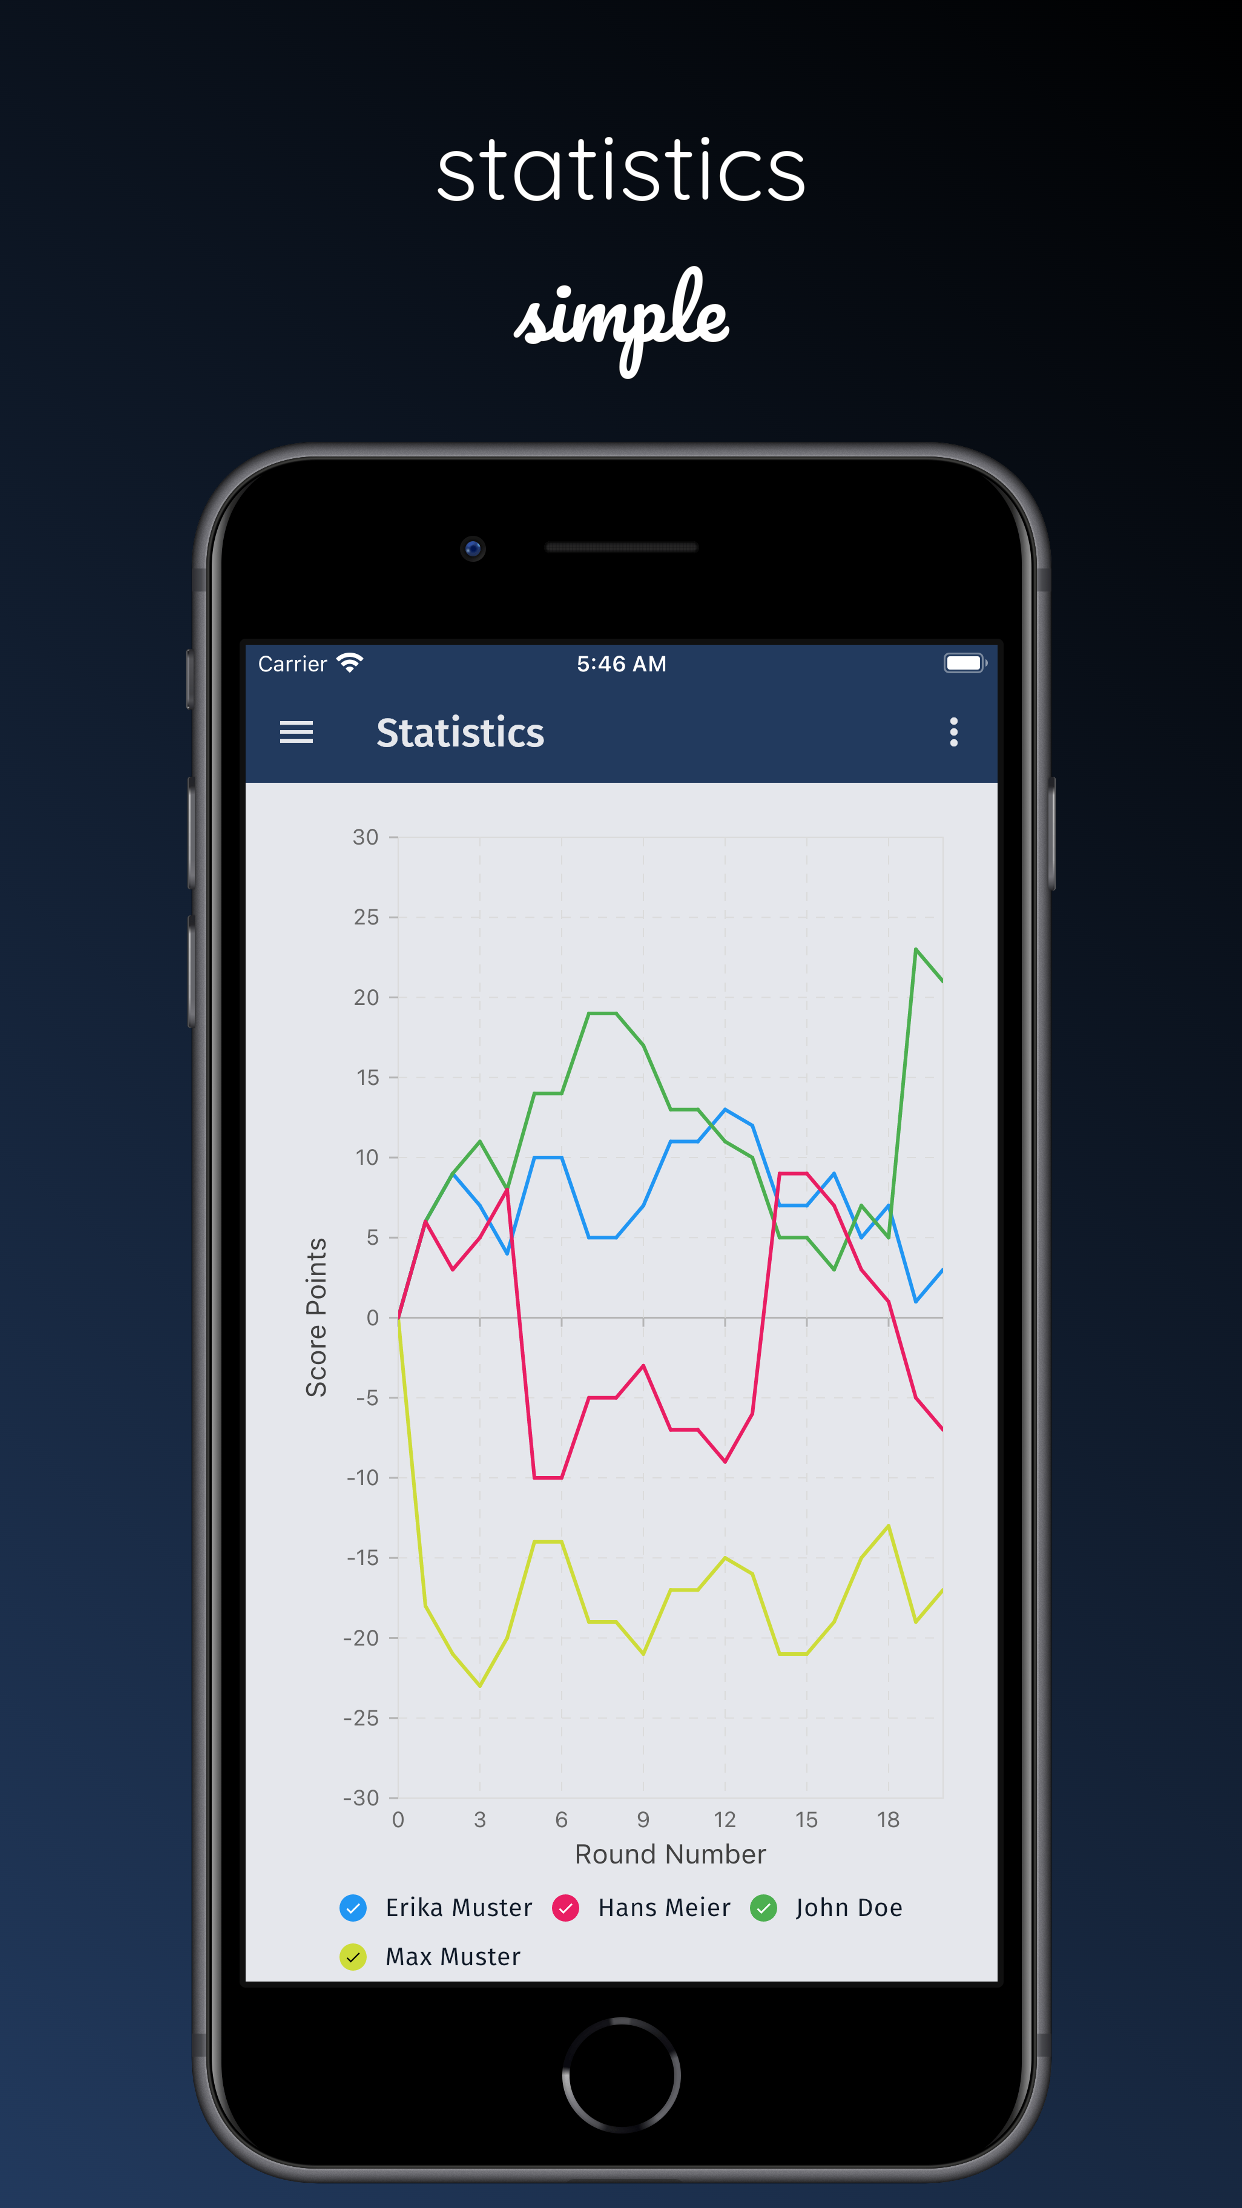 statistics
simple
Carrier 5:46 AM
Statistics
30
25
20
15
10
5
0
-5
-10
-15
-20
-25
-30
Score Points
0 3 6 9 12 15 18
Round Number
Erika Muster Hans Meier John Doe
Max Muster